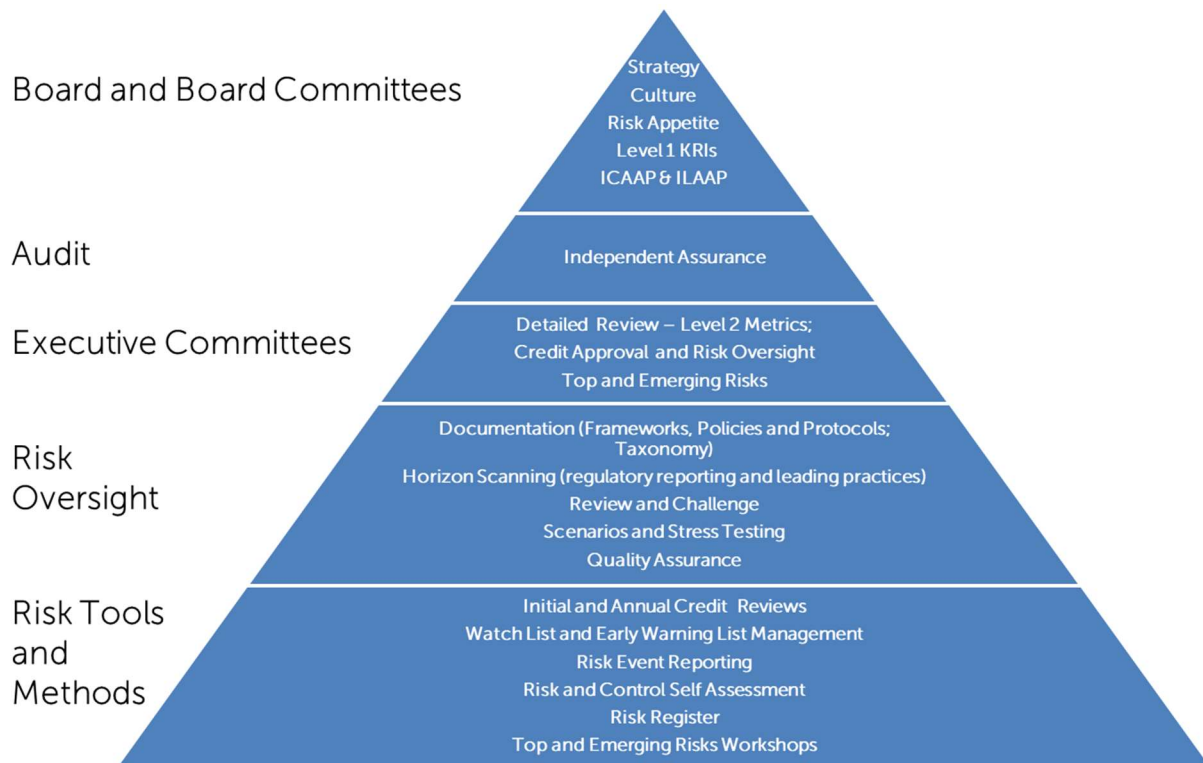 Board and Board Committees
Strategy
Culture
Risk Appetite
Level 1 KRIs
ICAAP & ILAAP
Audit
Independent Assurance
Executive Committees
Detailed Review – Level 2 Metrics;
Credit Approval and Risk Oversight
Top and Emerging Risks
Risk
Oversight
Documentation (Frameworks, Policies and Protocols;
Taxonomy)
Horizon Scanning (regulatory reporting and leading practices)
Review and Challenge
Scenarios and Stress Testing
Quality Assurance
Risk Tools
and
Methods
Initial and Annual Credit Reviews
Watch List and Early Warning List Management
Risk Event Reporting
Risk and Control Self Assessment
Risk Register
Top and Emerging Risks Workshops